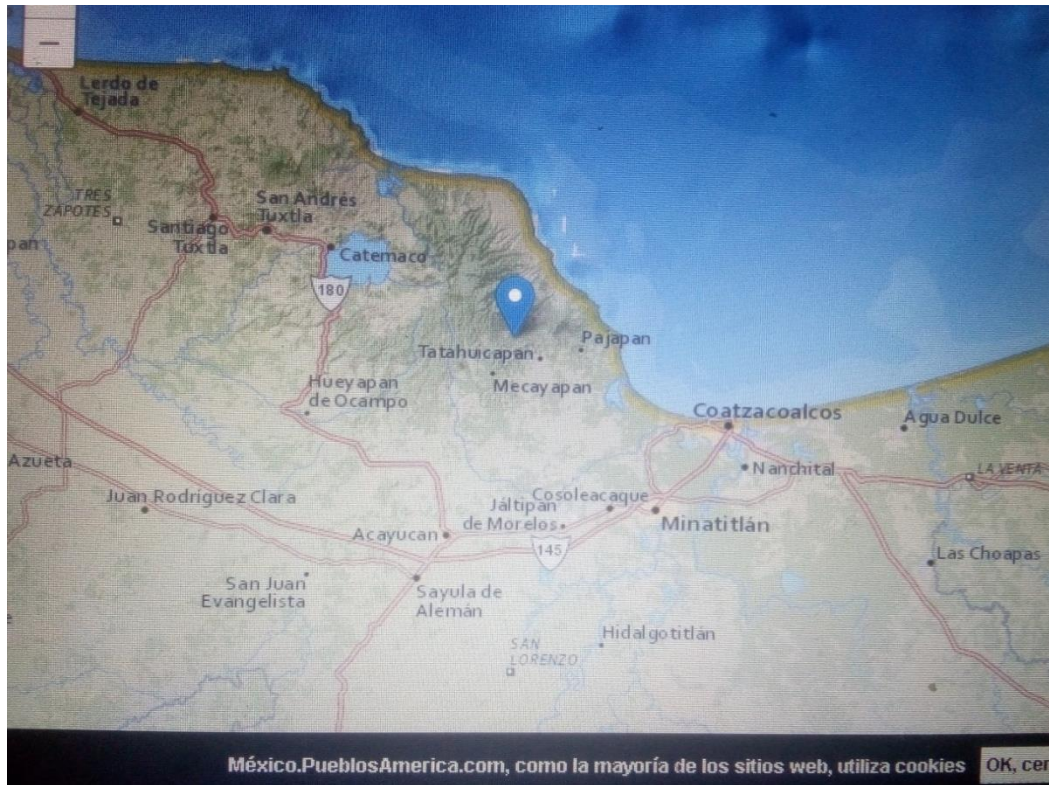 Lerdo de
Tejada
TRES
ZAPOTES
San Andrés
Tuxtla
Santiago
Tuxtla
pan
Catemaco
180
Pajapan
Tatahuicapan
Mecayapan
Hueyapan
de Ocampo
Coatzacoalcos
Agua Dulce
Azueta
Nanchital
LA VENTA
Juan Rodríguez Clara
Cosoleacaque
Jáltipan
de Morelos
Minatitlán
Acayucan
145
Las Choapas
San Juan
Evangelista
Sayula de
Alemán
Hidalgotitlán
SAN
LORENZO
México.PueblosAmerica.com, como la mayoría de los sitios web, utiliza cookies
OK, cer